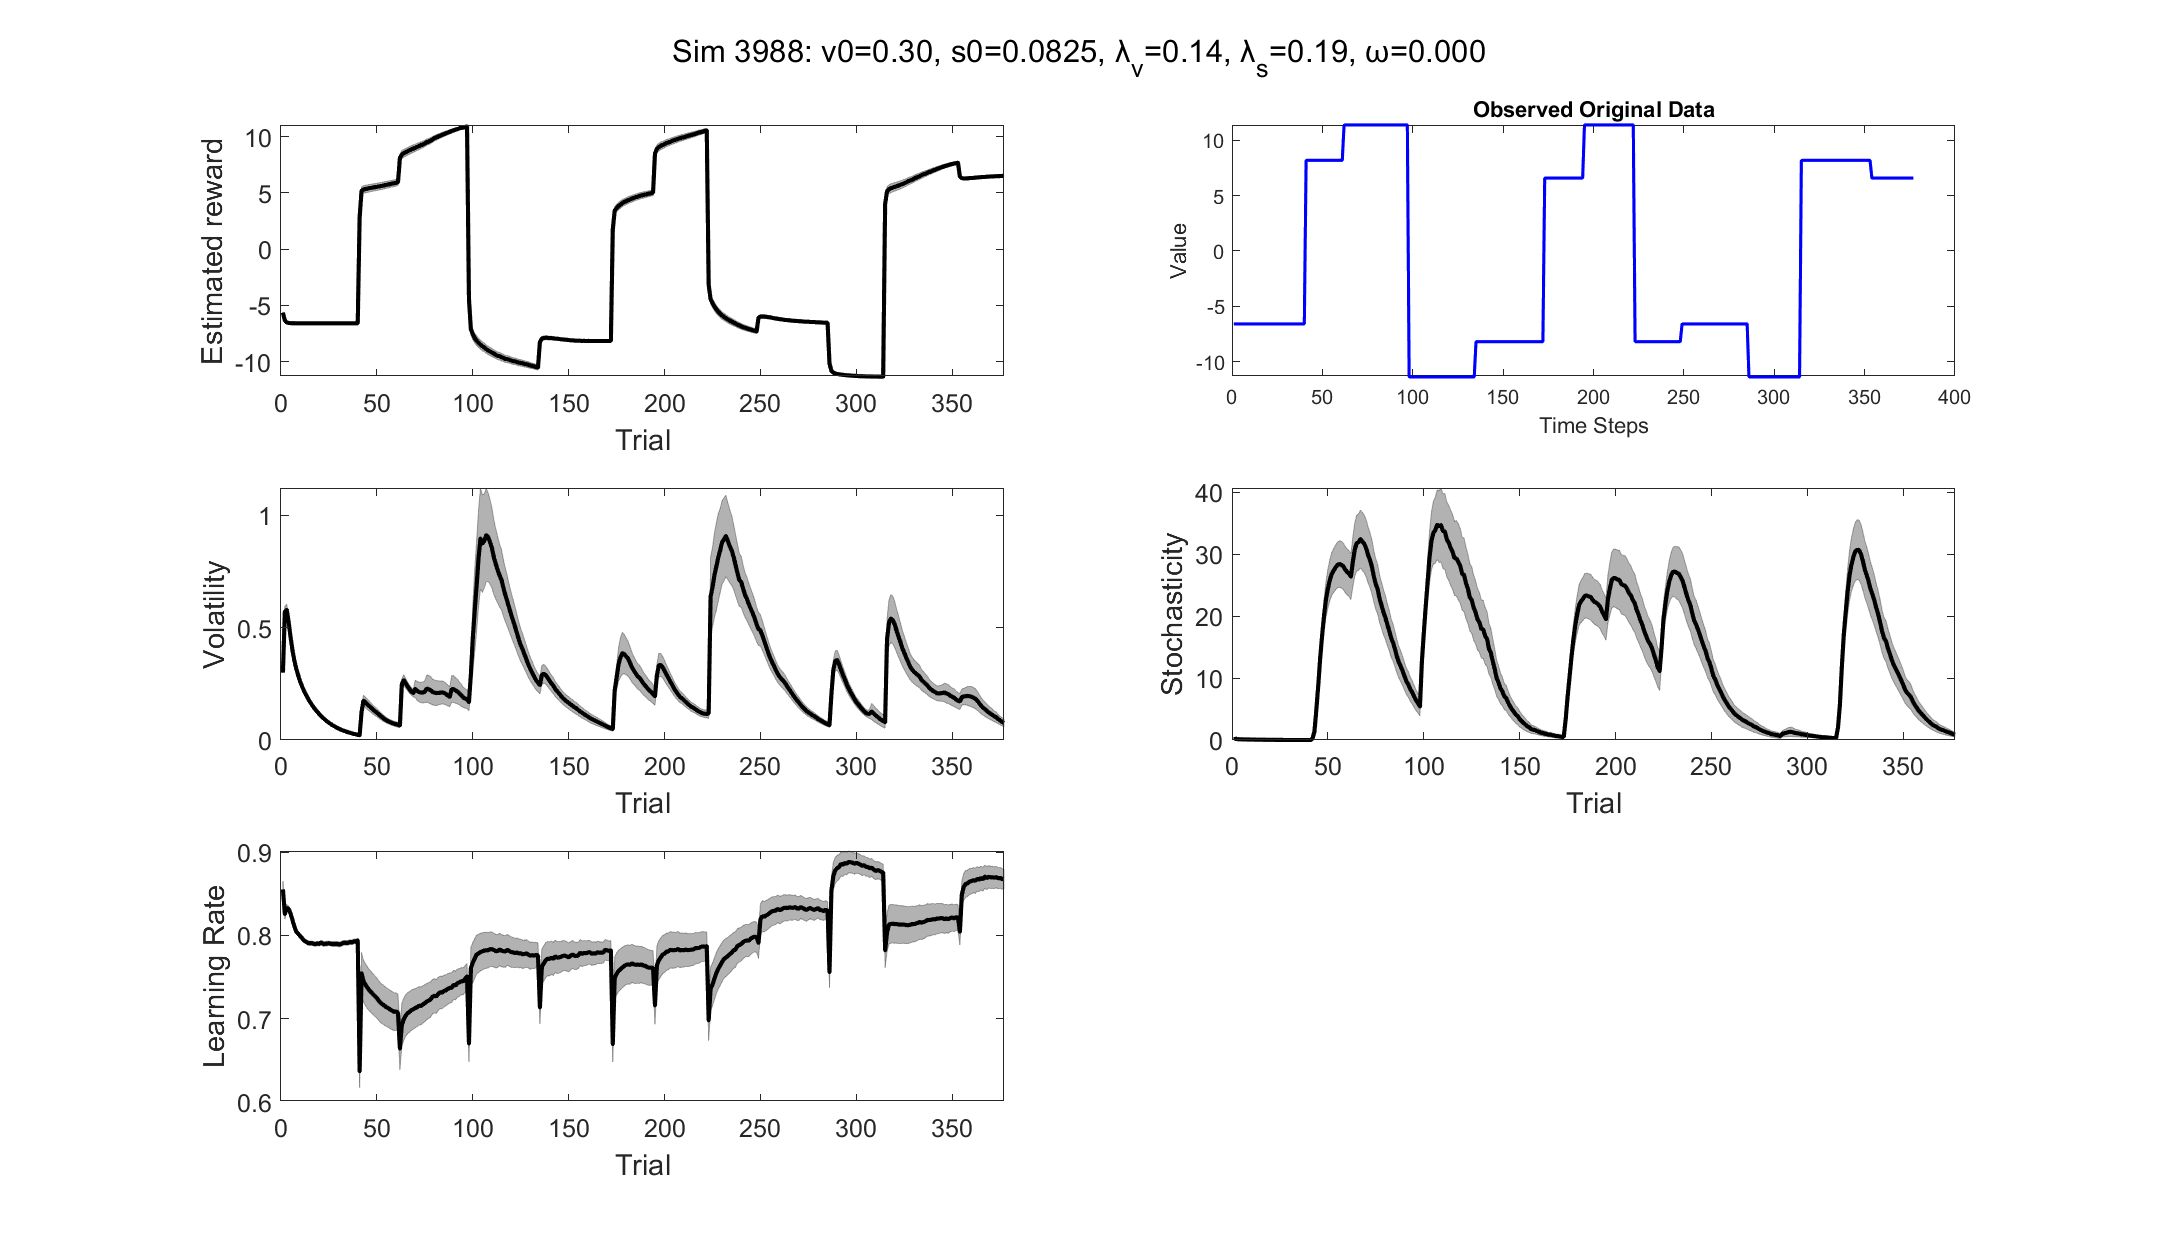 Sim 3988: v0=0.30, s0=0.0825, λv=0.14, λs=0.19, ω=0.000
Estimated reward
10
5
0
-5
-10
0 50 100 150 200 250 300 350
Trial
Observed Original Data
Value
10
5
0
-5
-10
0 50 100 150 200 250 300 350 400
Time Steps
Volatility
1
0.5
0
0 50 100 150 200 250 300 350
Trial
Stochasticity
40
30
20
10
0
0 50 100 150 200 250 300 350
Trial
Learning Rate
0.9
0.8
0.7
0.6
0 50 100 150 200 250 300 350
Trial